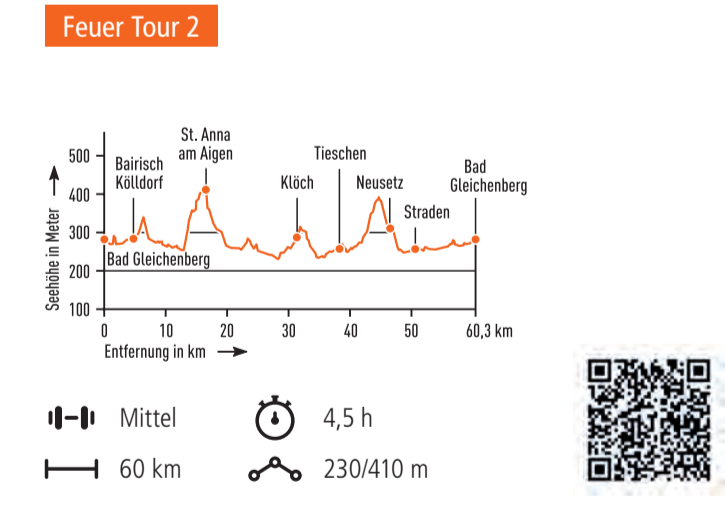 Feuer Tour 2
St. Anna
am Aigen
Bairisch
Kölldorf
Klöch
Tieschen
Neusetz
Straden
Bad
Gleichenberg
Seehöhe in Meter
500
400
300
200
100
Bad Gleichenberg
0
10
20
30
40
50
60,3 km
Entfernung in km
Mittel
4,5 h
60 km
230/410 m